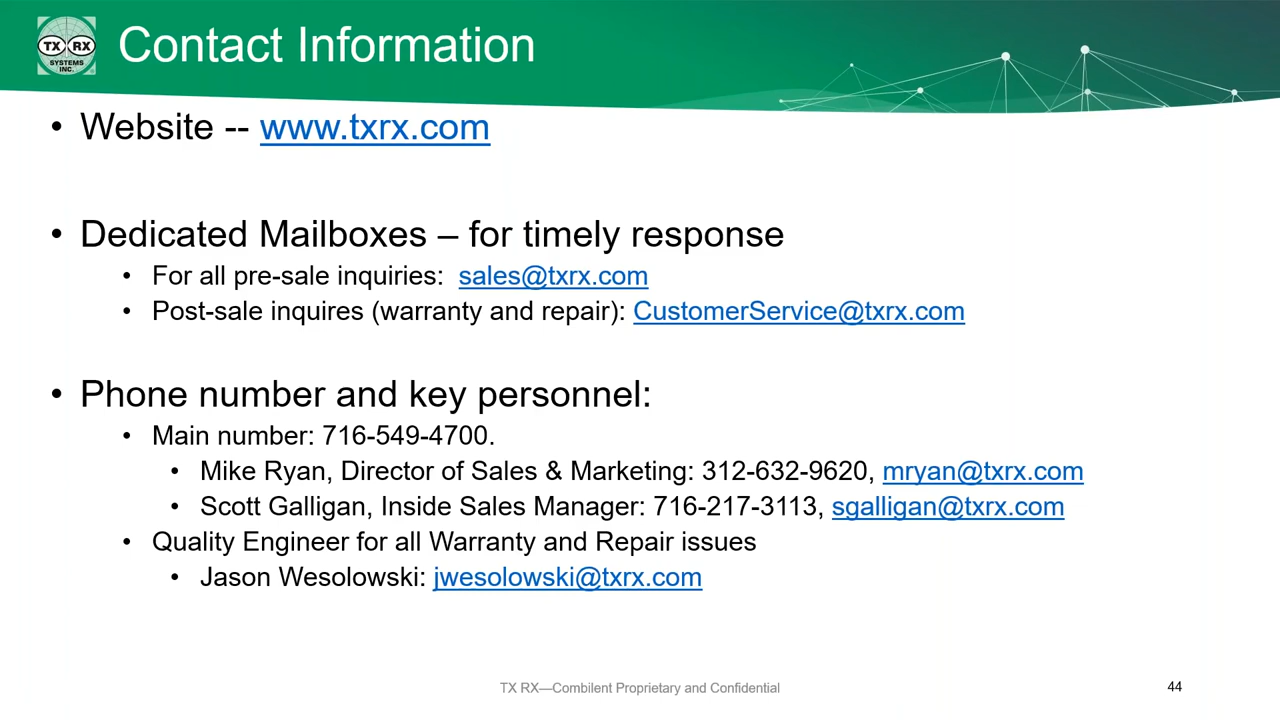 TX RX
SYSTEMS
INC.
Contact Information
• Website -- www.txrx.com
• Dedicated Mailboxes – for timely response
• For all pre-sale inquiries: sales@txrx.com
• Post-sale inquires (warranty and repair): CustomerService@txrx.com
• Phone number and key personnel:
• Main number: 716-549-4700.
• Mike Ryan, Director of Sales & Marketing: 312-632-9620, mryan@txrx.com
• Scott Galligan, Inside Sales Manager: 716-217-3113, sgalligan@txrx.com
• Quality Engineer for all Warranty and Repair issues
• Jason Wesolowski: jwesolowski@txrx.com
TX RX—Combilent Proprietary and Confidential
44